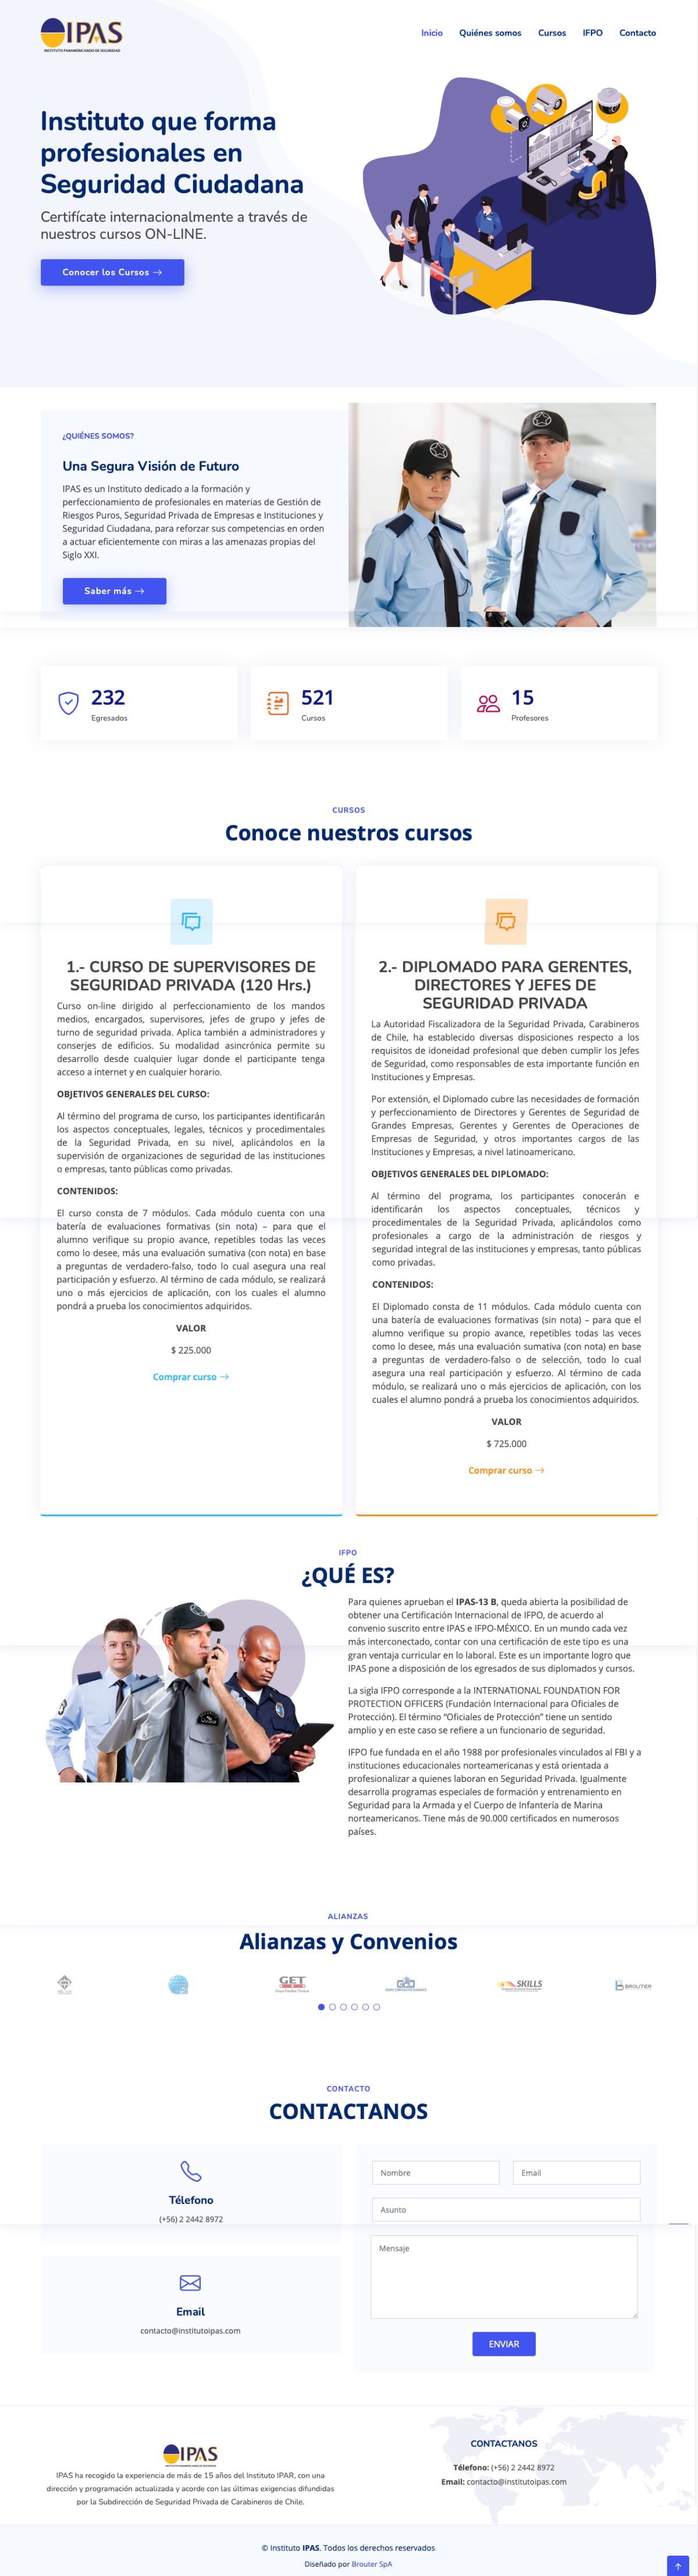 IPAS
INSTITUTO PANAMERICANO DE SEGURIDAD
Inicio Quiénes somos Cursos IFPO Contacto
Instituto que forma
profesionales en
Seguridad Ciudadana
Certifícate internacionalmente a través de
nuestros cursos ON-LINE.
Conocer los Cursos →
¿QUIÉNES SOMOS?
Una Segura Visión de Futuro
IPAS es un Instituto dedicado a la formación y
perfeccionamiento de profesionales en materias de Gestión de
Riesgos Puros, Seguridad Privada de Empresas e Instituciones y
Seguridad Ciudadana, para reforzar sus competencias en orden
a actuar eficientemente con miras a las amenazas propias del
Siglo XXI.
Saber más →
232
Egresados
521
Cursos
15
Profesores
CURSOS
Conoce nuestros cursos
1.- CURSO DE SUPERVISORES DE
SEGURIDAD PRIVADA (120 Hrs.)
Curso on-line dirigido al perfeccionamiento de los mandos
medios, encargados, supervisores, jefes de grupo y jefes de
turno de seguridad privada. Aplica también a administradores y
conserjes de edificios. Su modalidad asincrónica permite su
desarrollo desde cualquier lugar donde el participante tenga
acceso a internet y en cualquier horario.
OBJETIVOS GENERALES DEL CURSO:
Al término del programa de curso, los participantes identificarán
los aspectos conceptuales, legales, técnicos y procedimentales
de la Seguridad Privada, en su nivel, aplicándolos en la
supervisión de organizaciones de seguridad de las instituciones
o empresas, tanto públicas como privadas.
CONTENIDOS:
El curso consta de 7 módulos. Cada módulo cuenta con una
batería de evaluaciones formativas (sin nota) – para que el
alumno verifique su propio avance, repetibles todas las veces
como lo desee, más una evaluación sumativa (con nota) en base
a preguntas de verdadero-falso, todo lo cual asegura una real
participación y esfuerzo. Al término de cada módulo, se realizará
uno o más ejercicios de aplicación, con los cuales el alumno
pondrá a prueba los conocimientos adquiridos.
VALOR
$ 225.000
Comprar curso →
2.- DIPLOMADO PARA GERENTES,
DIRECTORES Y JEFES DE
SEGURIDAD PRIVADA
La Autoridad Fiscalizadora de la Seguridad Privada, Carabineros
de Chile, ha establecido diversas disposiciones respecto a los
requisitos de idoneidad profesional que deben cumplir los Jefes
de Seguridad, como responsables de esta importante función en
Instituciones y Empresas.
Por extensión, el Diplomado cubre las necesidades de formación
y perfeccionamiento de Directores y Gerentes de Seguridad de
Grandes Empresas, Gerentes y Gerentes de Operaciones de
Empresas de Seguridad, y otros importantes cargos de las
Instituciones y Empresas, a nivel latinoamericano.
OBJETIVOS GENERALES DEL DIPLOMADO:
Al término del programa, los participantes conocerán e
identificarán los aspectos conceptuales, técnicos y
procedimentales de la Seguridad Privada, aplicándolos como
profesionales a cargo de la administración de riesgos y
seguridad integral de las instituciones y empresas, tanto públicas
como privadas.
CONTENIDOS:
El Diplomado consta de 11 módulos. Cada módulo cuenta con
una batería de evaluaciones formativas (sin nota) – para que el
alumno verifique su propio avance, repetibles todas las veces
como lo desee, más una evaluación sumativa (con nota) en base
a preguntas de verdadero-falso o de selección, todo lo cual
asegura una real participación y esfuerzo. Al término de cada
módulo, se realizará uno o más ejercicios de aplicación, con los
cuales el alumno pondrá a prueba los conocimientos adquiridos.
VALOR
$ 725.000
Comprar curso →
IFPO
¿QUÉ ES?
Para quienes aprueban el IPAS-13 B, queda abierta la posibilidad de
obtener una Certificación Internacional de IFPO, de acuerdo al
convenio suscrito entre IPAS e IFPO-MÉXICO. En un mundo cada vez
más interconectado, contar con una certificación de este tipo es una
gran ventaja curricular en lo laboral. Este es un importante logro que
IPAS pone a disposición de los egresados de sus diplomados y cursos.
La sigla IFPO corresponde a la INTERNATIONAL FOUNDATION FOR
PROTECTION OFFICERS (Fundación Internacional para Oficiales de
Protección). El término “Oficiales de Protección” tiene un sentido
amplio y en este caso se refiere a un funcionario de seguridad.
IFPO fue fundada en el año 1988 por profesionales vinculados al FBI y a
instituciones educacionales norteamericanas y está orientada a
profesionalizar a quienes laboran en Seguridad Privada. Igualmente
desarrolla programas especiales de formación y entrenamiento en
Seguridad para la Armada y el Cuerpo de Infantería de Marina
norteamericanos. Tiene más de 90.000 certificados en numerosos
países.
ALIANZAS
Alianzas y Convenios
GET
SKILLS
BROUTER
CONTACTO
CONTACTANOS
Télefono
(+56) 2 2442 8972
Email
contacto@institutoipas.com
Nombre Email
Asunto
Mensaje
ENVIAR
IPAS
IPAS ha recogido la experiencia de más de 15 años del Instituto IPAR, con una
dirección y programación actualizada y acorde con las últimas exigencias difundidas
por la Subdirección de Seguridad Privada de Carabineros de Chile.
CONTACTANOS
Télefono: (+56) 2 2442 8972
Email: contacto@institutoipas.com
© Instituto IPAS. Todos los derechos reservados
Diseñado por Brouter SpA